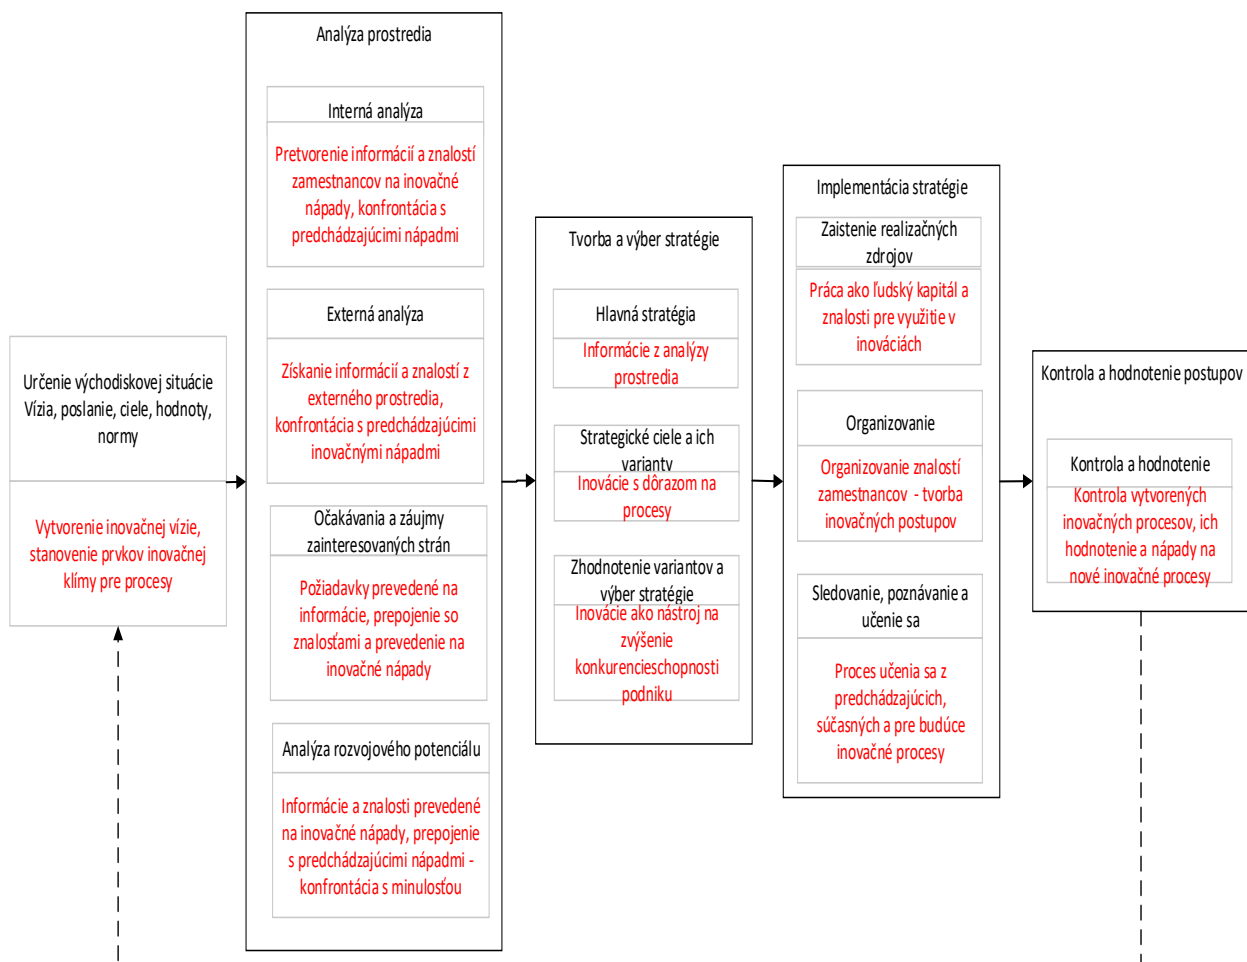 Určenie východiskovej situácie
Vízia, poslanie, ciele, hodnoty,
normy
Vytvorenie inovačnej vízie,
stanovenie prvkov inovačnej
klímy pre procesy
Analýza prostredia
Interná analýza
Pretvorenie informácií a znalostí
zamestnancov na inovačné
nápady, konfrontácia s
predchádzajúcimi nápadmi
Externá analýza
Získanie informácií a znalostí z
externého prostredia,
konfrontácia s predchádzajúcimi
inovačnými nápadmi
Očakávania a záujmy
zainteresovaných strán
Požiadavky prevedené na
informácie, prepojenie so
znalosťami a prevedenie na
inovačné nápady
Analýza rozvojového potenciálu
Informácie a znalosti prevedené
na inovačné nápady, prepojenie
s predchádzajúcimi nápadmi -
konfrontácia s minulosťou
Tvorba a výber stratégie
Hlavná stratégia
Informácie z analýzy
prostredia
Strategické ciele a ich
varianty
Inovácie s dôrazom na
procesy
Zhodnotenie variantov a
výber stratégie
Inovácie ako nástroj na
zvýšenie
konkurencieschopnosti
podniku
Implementácia stratégie
Zaistenie realizačných
zdrojov
Práca ako ľudský kapitál a
znalosti pre využitie v
inováciách
Organizovanie
Organizovanie znalostí
zamestnancov - tvorba
inovačných postupov
Sledovanie, poznávanie a
učenie sa
Proces učenia sa z
predchádzajúcich,
súčasných a pre budúce
inovačné procesy
Kontrola a hodnotenie postupov
Kontrola a hodnotenie
Kontrola vytvorených
inovačných procesov, ich
hodnotenie a nápady na
nové inovačné procesy